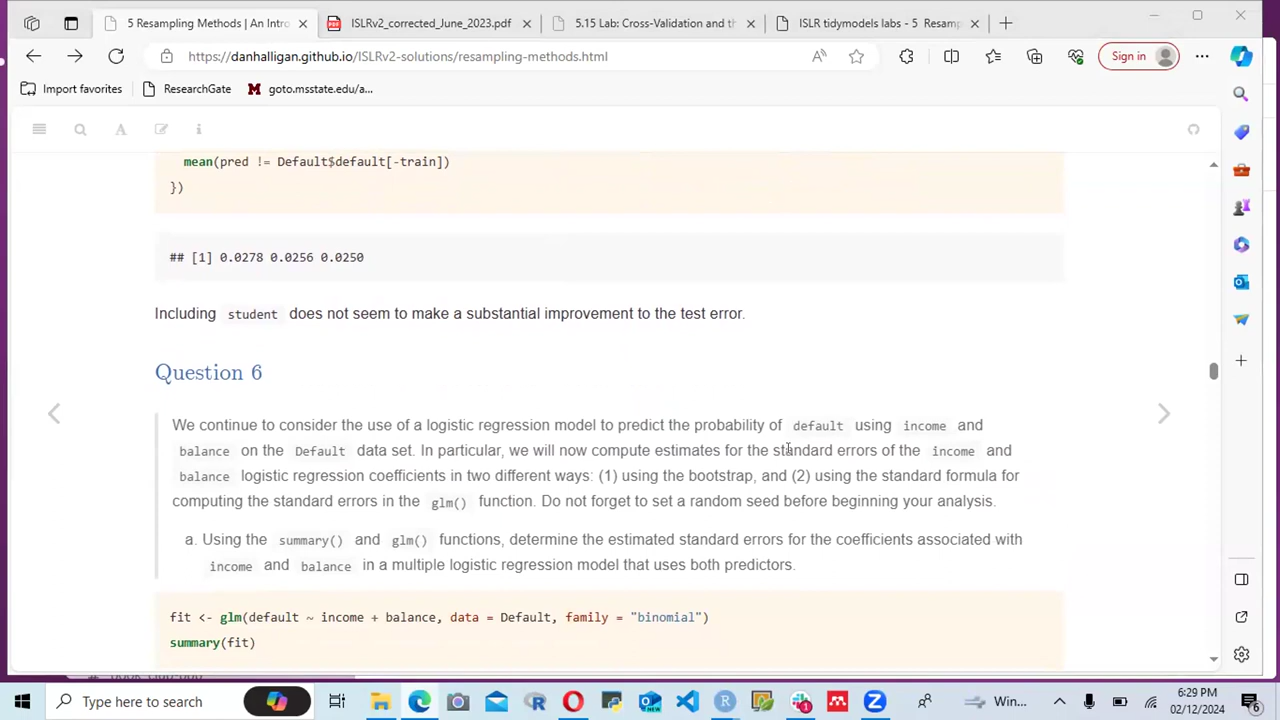 5 Resampling Methods | An Intro
ISLRv2_corrected_June_2023.pdf
5.15 Lab: Cross-Validation and th
ISLR tidymodels labs - 5 Resamp
https://danhalligan.github.io/ISLRv2-solutions/resampling-methods.html
Sign in
Import favorites
ResearchGate
goto.msstate.edu/a...
mean(pred != Default$default[-train])
})
## [1] 0.0278 0.0256 0.0250
Including student does not seem to make a substantial improvement to the test error.
Question 6
We continue to consider the use of a logistic regression model to predict the probability of default using income and
balance on the Default data set. In particular, we will now compute estimates for the standard errors of the income and
balance logistic regression coefficients in two different ways: (1) using the bootstrap, and (2) using the standard formula for
computing the standard errors in the glm() function. Do not forget to set a random seed before beginning your analysis.
a. Using the summary() and glm() functions, determine the estimated standard errors for the coefficients associated with
income and balance in a multiple logistic regression model that uses both predictors.
fit <- glm(default ~ income + balance, data = Default, family = "binomial")
summary(fit)
Type here to search
Win...
6:29 PM
02/12/2024
6